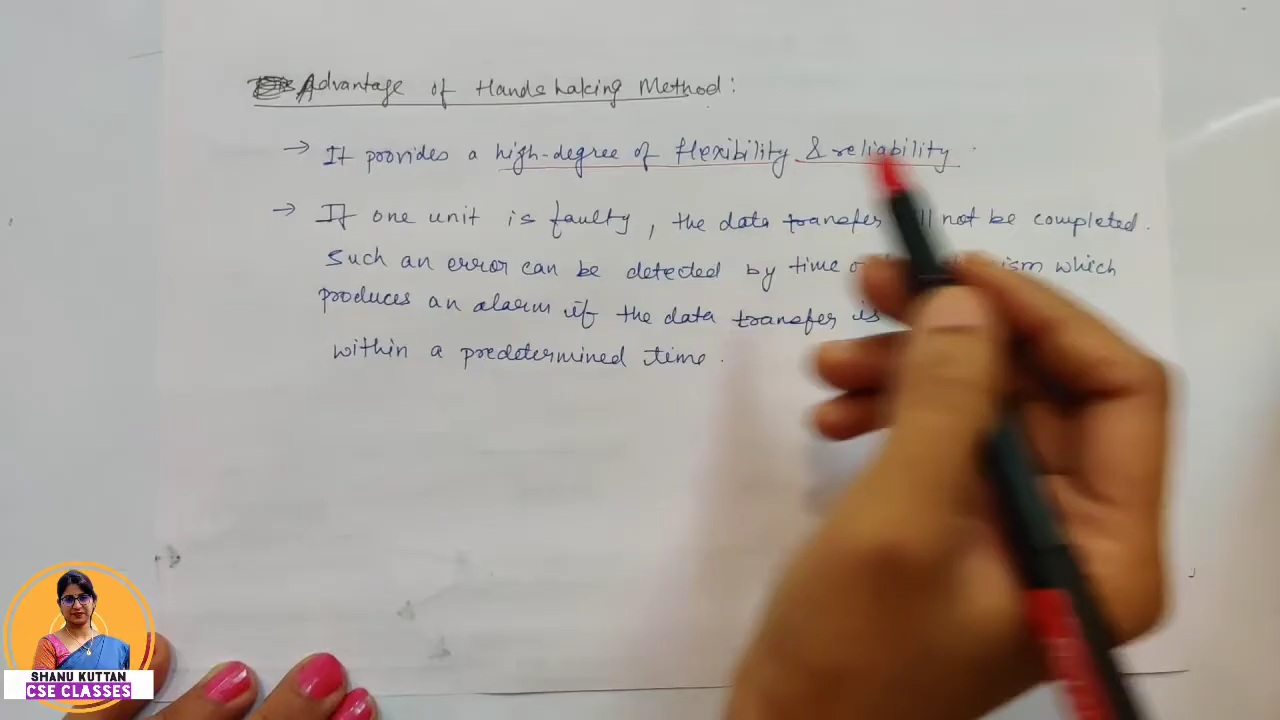 Advantage of Handshaking Method:
→ It provides a high-degree of flexibility & reliability
→ If one unit is faulty, the data transfer not be completed.
Such an error can be detected by time which
produces an alarm if the data transfer is
within a predetermined time.
SHANU KUTTAN
CSE CLASSES